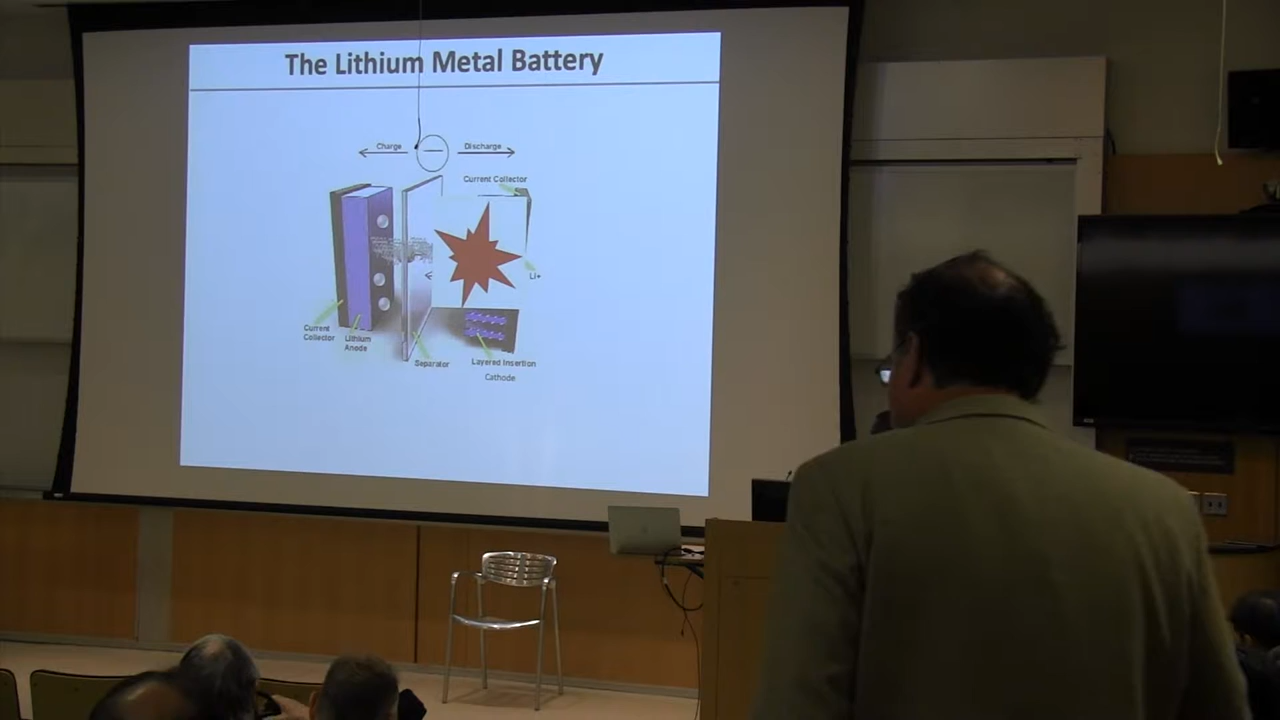 The Lithium Metal Battery
Charge
Discharge
Current Collector
Li+
Current
Collector
Lithium
Anode
Separator
Layered Insertion
Cathode